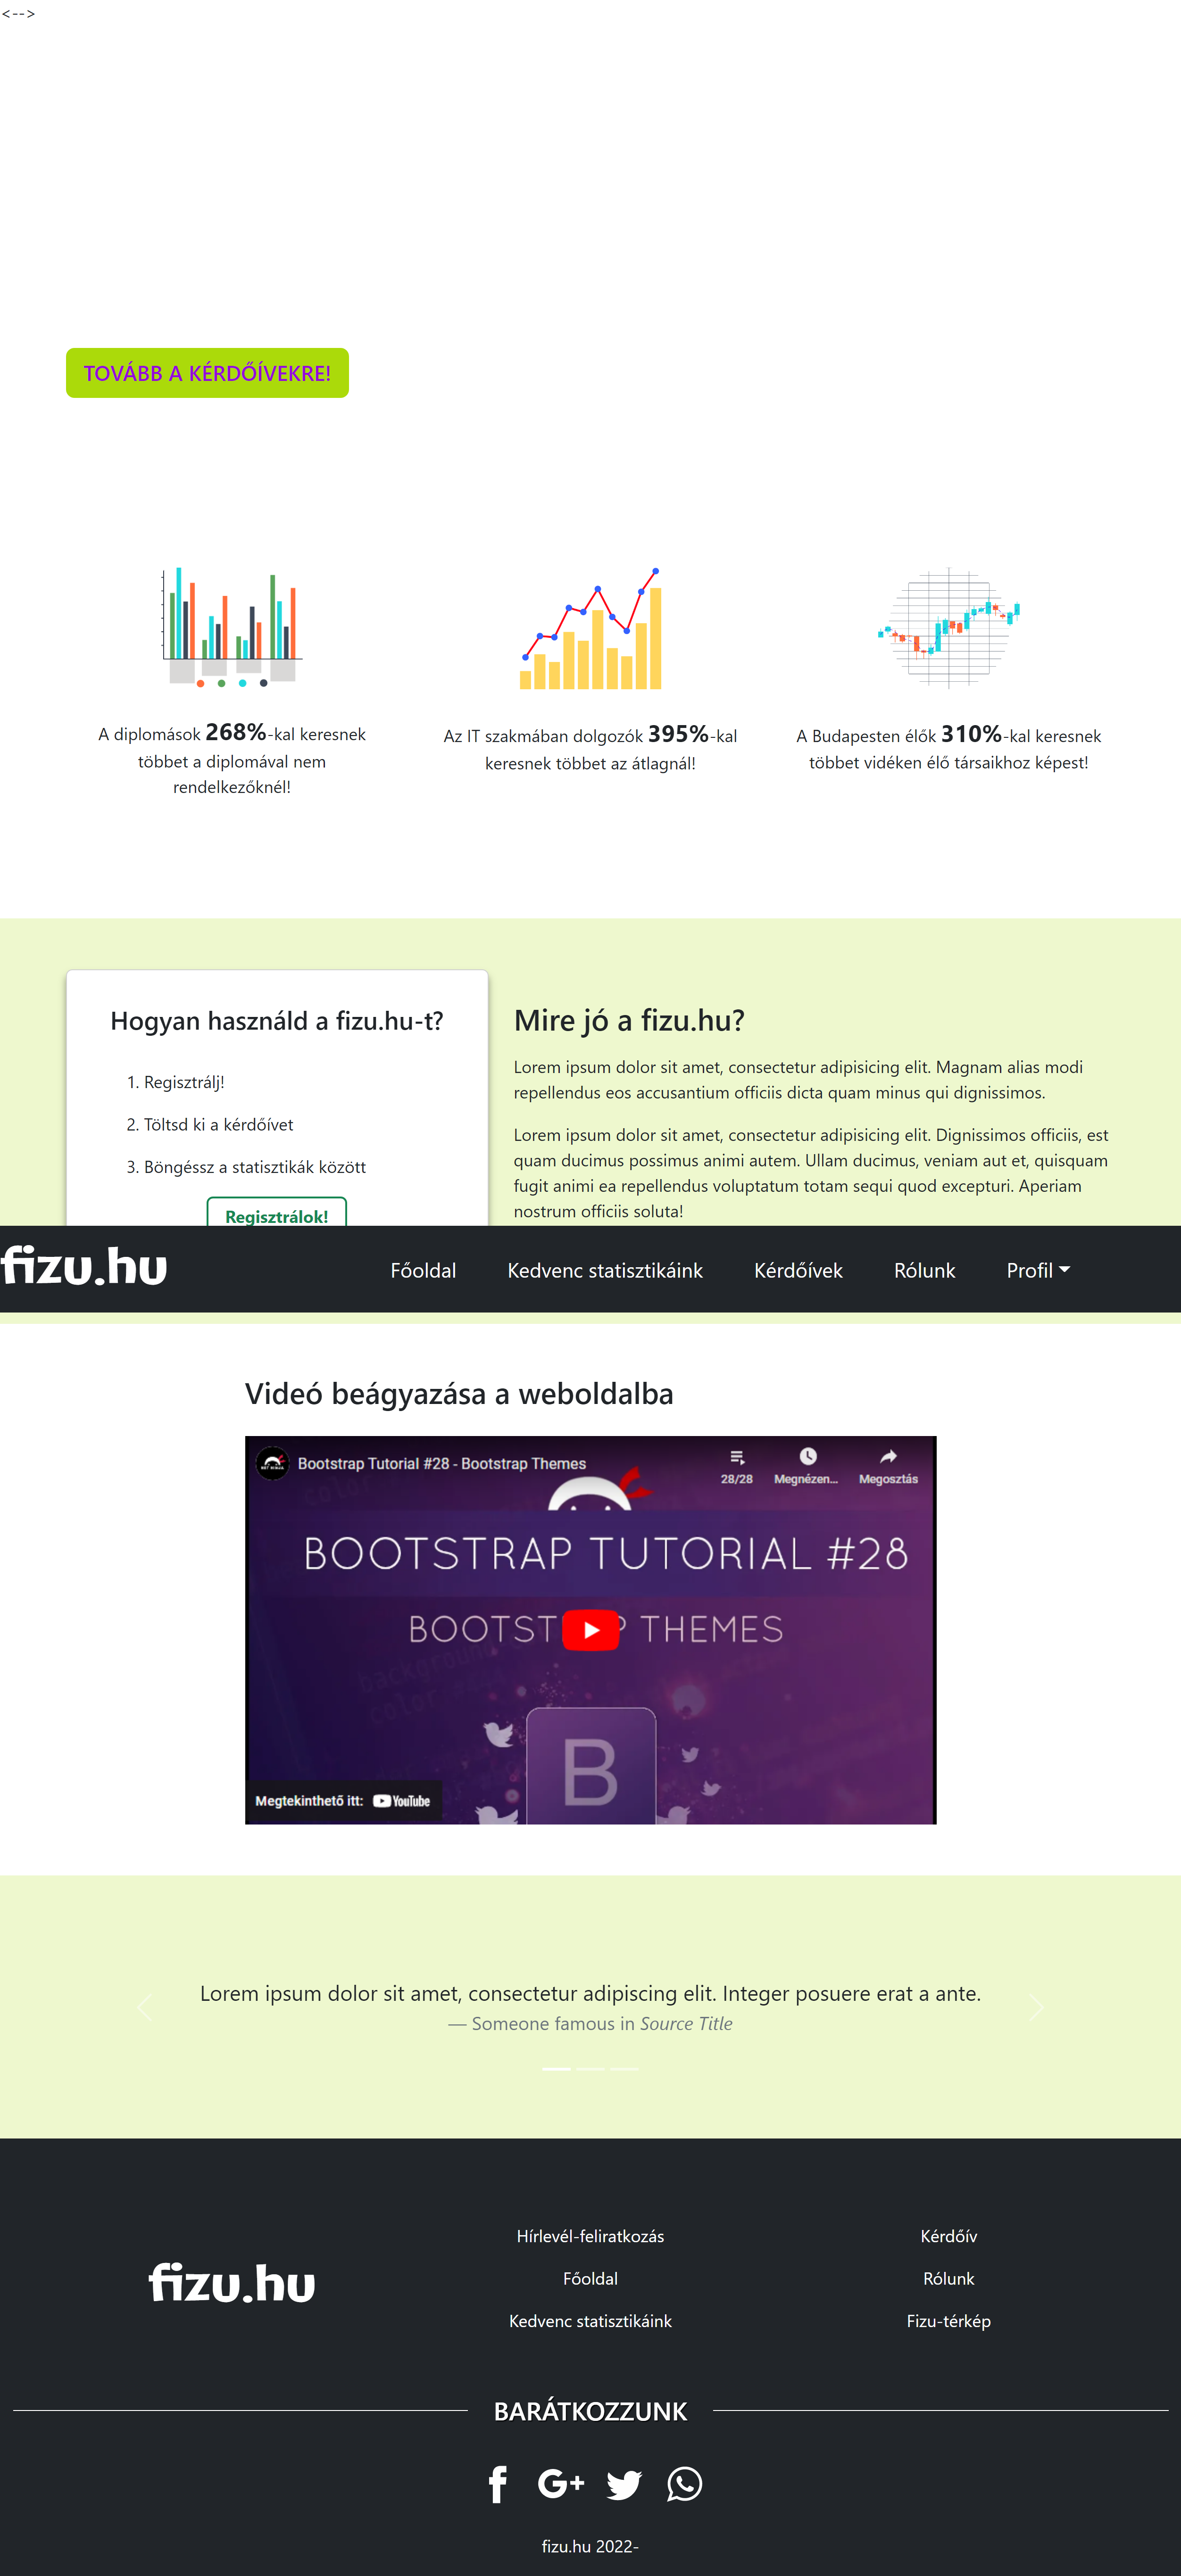 <-->
TOVÁBB A KÉRDŐÍVEKRE!
A diplomások 268%-kal keresnek
többet a diplomával nem
rendelkezőknél!
Az IT szakmában dolgozók 395%-kal
keresnek többet az átlagnál!
A Budapesten élők 310%-kal keresnek
többet vidéken élő társaikhoz képest!
Hogyan használd a fizu.hu-t?
1. Regisztrálj!
2. Töltsd ki a kérdőívet
3. Böngéssz a statisztikák között
Regisztrálok!
Mire jó a fizu.hu?
Lorem ipsum dolor sit amet, consectetur adipisicing elit. Magnam alias modi
repellendus eos accusantium officiis dicta quam minus qui dignissimos.
Lorem ipsum dolor sit amet, consectetur adipisicing elit. Dignissimos officiis, est
quam ducimus possimus animi autem. Ullam ducimus, veniam aut et, quisquam
fugit animi ea repellendus voluptatum totam sequi quod excepturi. Aperiam
nostrum officiis soluta!
fizu.hu
Főoldal
Kedvenc statisztikáink
Kérdőívek
Rólunk
Profil
Videó beágyazása a weboldalba
Bootstrap Tutorial #28 - Bootstrap Themes
28/28
Megnézen...
Megosztás
BOOTSTRAP TUTORIAL #28
BOOTSTRAP THEMES
B
Megtekinthető itt: YouTube
Lorem ipsum dolor sit amet, consectetur adipiscing elit. Integer posuere erat a ante.
— Someone famous in Source Title
fizu.hu
Hírlevél-feliratkozás
Főoldal
Kedvenc statisztikáink
Kérdőív
Rólunk
Fizu-térkép
BARÁTKOZZUNK
fizu.hu 2022-